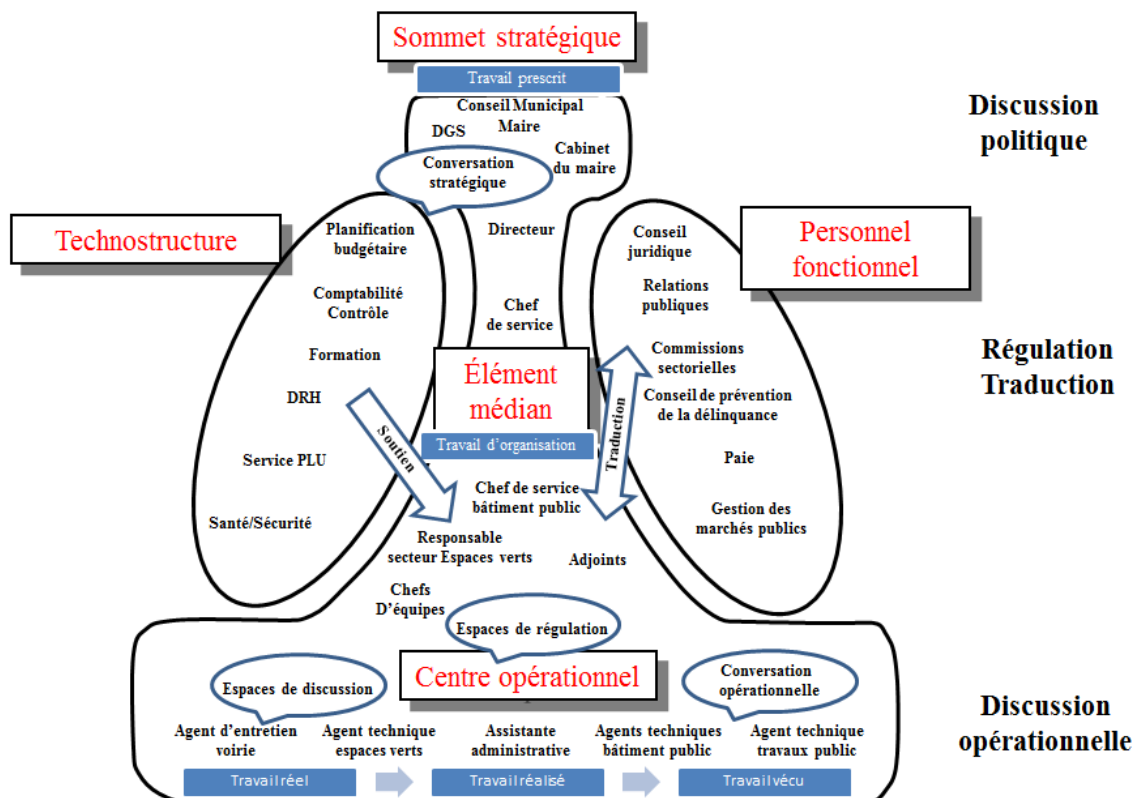 Sommet stratégique
Travail prescrit
Conseil Municipal
Maire
DGS
Cabinet
du maire
Conversation
stratégique
Discussion
politique
Technostructure
Planification
budgétaire
Comptabilité
Contrôle
Formation
DRH
Service PLU
Santé/Sécurité
Soutien
Directeur
Chef
de service
Élément
médian
Travail d'organisation
Chef de service
bâtiment public
Responsable
secteur Espaces verts
Adjoints
Chefs
D'équipes
Traduction
Personnel
fonctionnel
Conseil
juridique
Relations
publiques
Commissions
sectorielles
Conseil de prévention
de la délinquance
Paie
Gestion des
marchés publics
Régulation
Traduction
Espaces de régulation
Centre opérationnel
Espaces de discussion
Conversation
opérationnelle
Agent d'entretien
voirie
Agent technique
espaces verts
Assistante
administrative
Agents techniques
bâtiment public
Agent technique
travaux public
Travail réel
Travail réalisé
Travail vécu
Discussion
opérationnelle